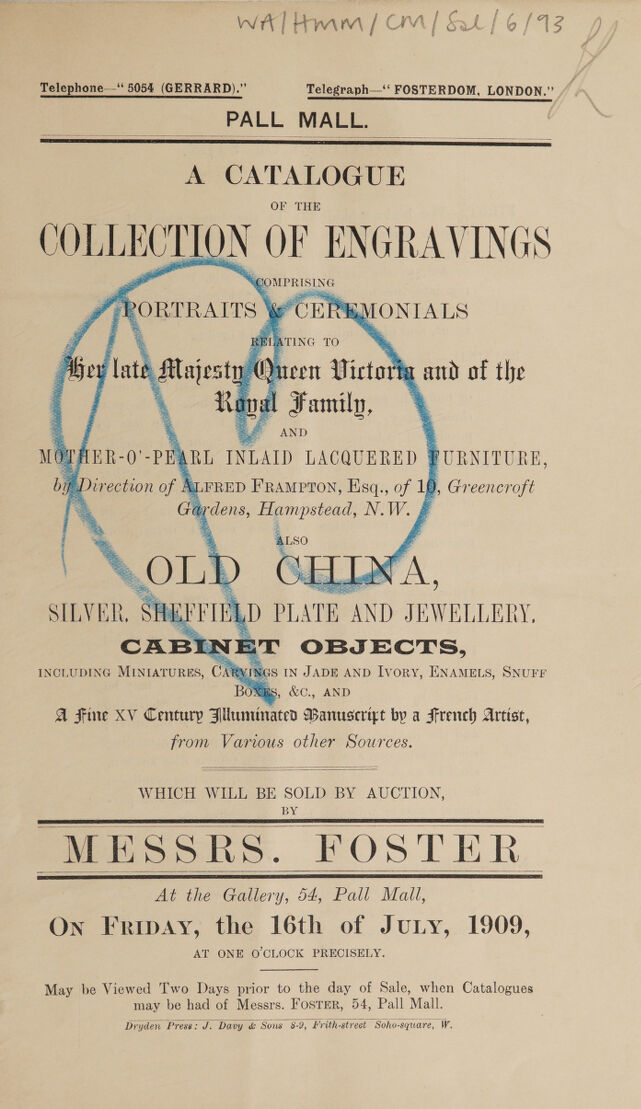 WA/HMM/CM/Sal/6/93
Telephone—“5054 (GERRARD).” Telegraph—“FOSTERDOM, LONDON.”
PALL MALL.
A CATALOGUE
OF THE
COLLECTION OF ENGRAVINGS
COMPRISING
PORTRAITS & CEREMONIALS
RELATING TO
Her late Majesty Queen Victoria and of the
Royal Family,
AND
MOTHER-O'-PEARL INLAID LACQUERED FURNITURE,
by Direction of ALFRED FRAMPTON, Esq., of 10, Greencroft
Gardens, Hampstead, N.W.
ALSO
OLD CHINA,
SILVER, SHEFFIELD PLATE AND JEWELLERY,
CABINET OBJECTS,
INCLUDING MINIATURES, CARVINGS IN JADE AND IVORY, ENAMELS, SNUFF
BOXES, &C., AND
A Fine XV Century Illuminated Manuscript by a French Artist,
from Various other Sources.
WHICH WILL BE SOLD BY AUCTION,
BY
MESSRS. FOSTER
At the Gallery, 54, Pall Mall,
ON FRIDAY, the 16th of JULY, 1909,
AT ONE O'CLOCK PRECISELY.
May be Viewed Two Days prior to the day of Sale, when Catalogues
may be had of Messrs. FOSTER, 54, Pall Mall.
Dryden Press: J. Davy & Sons 8-9, Frith-street Soho-square, W.